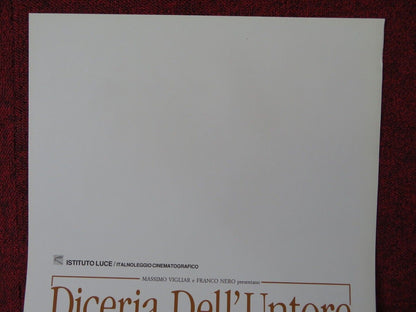 ISTITUTO LUCE / ITALNOLEGGIO CINEMATOGRAFICO
MASSIMO VIGLIAR e FRANCO NERO presentano
Diceria Dell'Untore